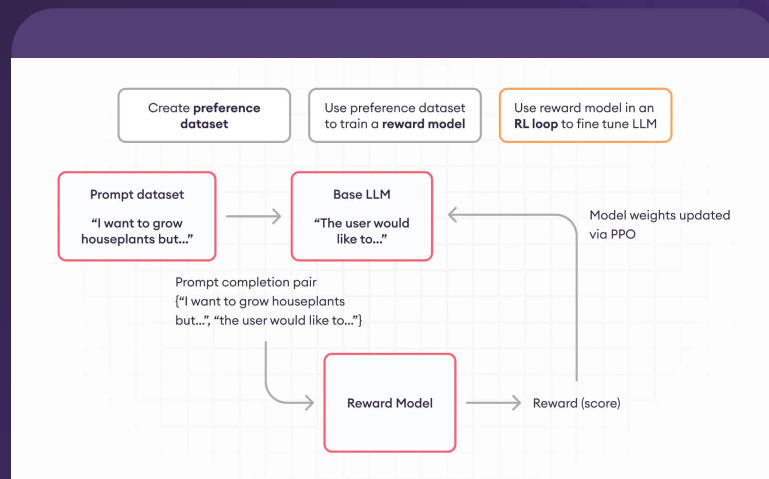 Create preference
dataset
Use preference dataset
to train a reward model
Use reward model in an
RL loop to fine tune LLM
Prompt dataset
“I want to grow
houseplants but...”
Base LLM
“The user would
like to...”
Model weights updated
via PPO
Prompt completion pair
{“I want to grow houseplants
but...”, “the user would like to...”}
Reward Model
Reward (score)